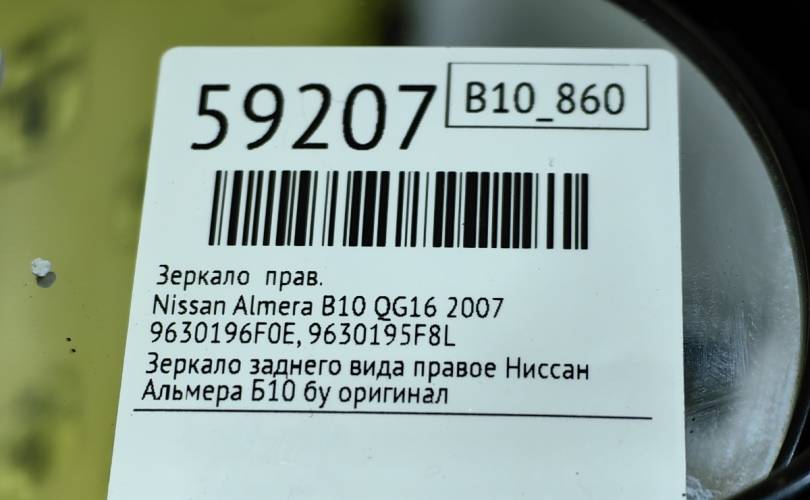 59207
B10_860
Зеркало прав.
Nissan Almera B10 QG16 2007
9630196F0E, 9630195F8L
Зеркало заднего вида правое Ниссан
Альмера Б10 бу оригинал